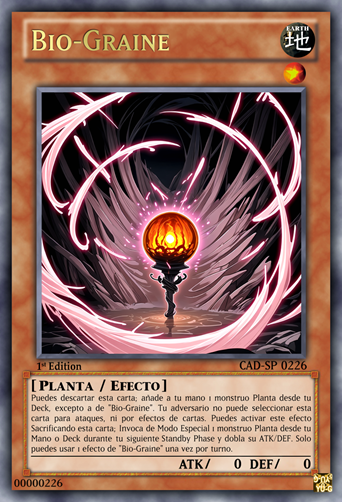 Bio-Graine
EARTH
地
1st Edition
CAD-SP 0226
[Planta / Efecto]
Puedes descartar esta carta; añade a tu mano 1 monstruo Planta desde tu
Deck, excepto a de "Bio-Graine". Tu adversario no puede seleccionar esta
carta para ataques, ni por efectos de cartas. Puedes activar este efecto
Sacrificando esta carta; Invoca de Modo Especial 1 monstruo Planta desde tu
Mano o Deck durante tu siguiente Standby Phase y dobla su ATK/DEF. Solo
puedes usar 1 efecto de "Bio-Graine" una vez por turno.
ATK/ 0 DEF/ 0
00000226